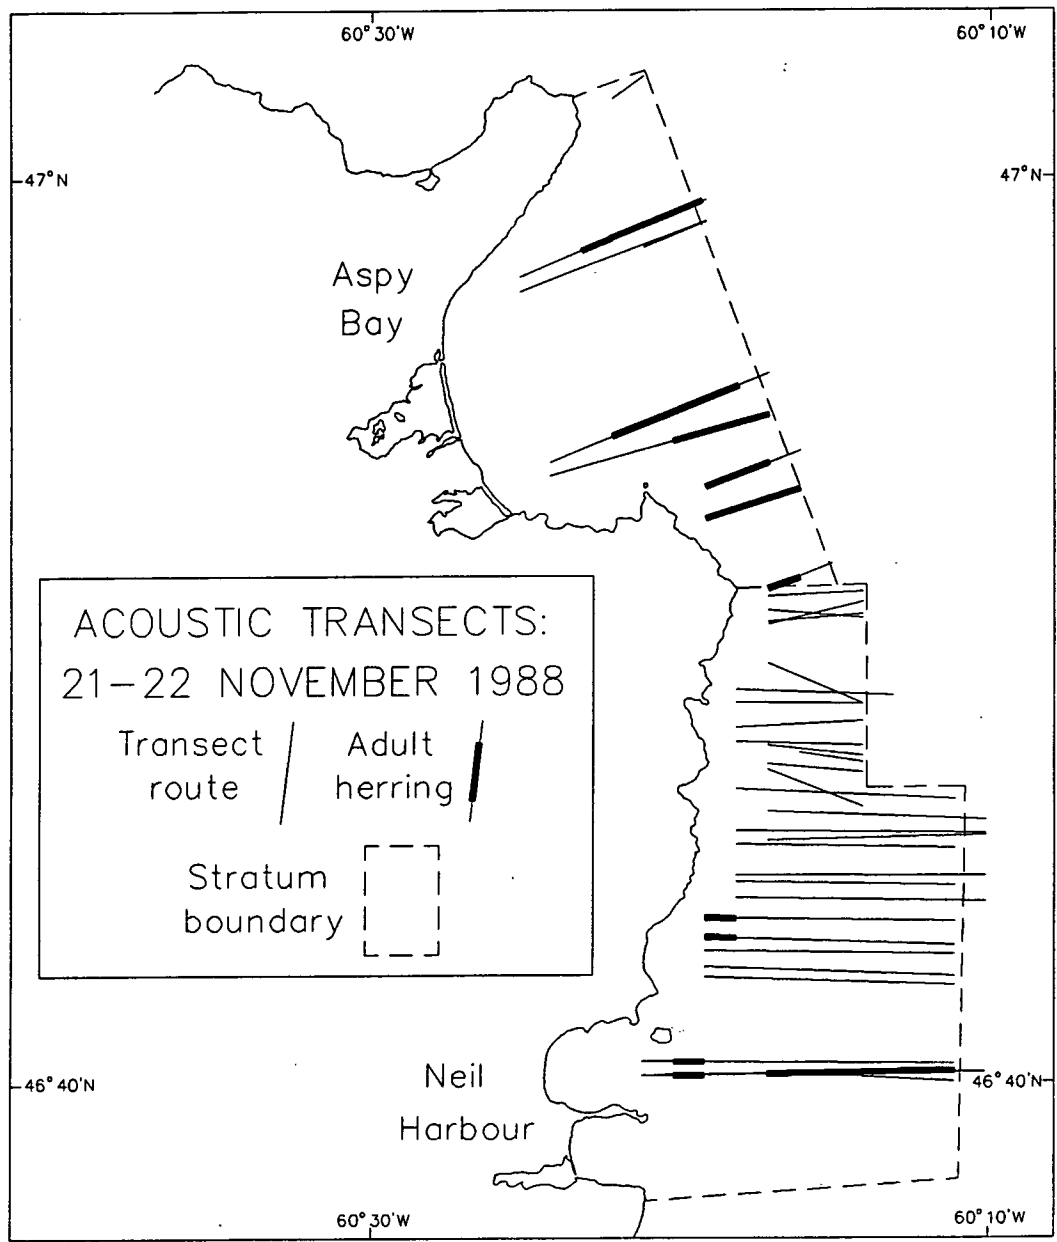 60°30'W
60°10'W
47°N
47°N
Aspy
Bay
ACOUSTIC TRANSECTS:
21-22 NOVEMBER 1988
Transect
route
Adult
herring
Stratum
boundary
Neil
Harbour
46°40'N
46°40'N
60°30'W
60°10'W